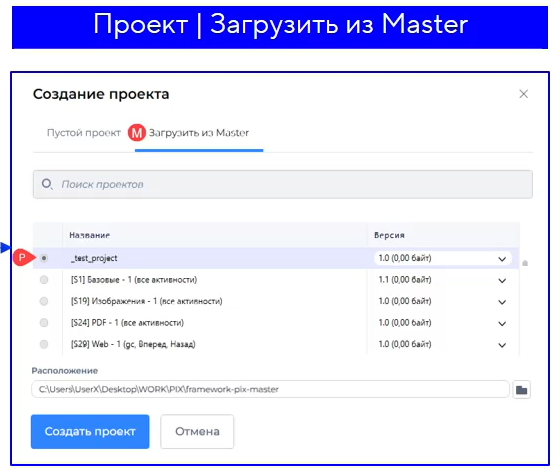 Проект | Загрузить из Master
Создание проекта
Пустой проект M Загрузить из Master
Поиск проектов
Название Версия
P _test_project 1.0 (0,00 байт)
[S1] Базовые - 1 (все активности) 1.1 (0,00 байт)
[S19] Изображения - 1 (все активности) 1.0 (0,00 байт)
[S24] PDF - 1 (все активности) 1.0 (0,00 байт)
[S29] Web - 1 (gc, Вперед, Назад) 1.0 (0,00 байт)
Расположение
C:\Users\UserX\Desktop\WORK\PIX\framework-pix-master
Создать проект Отмена